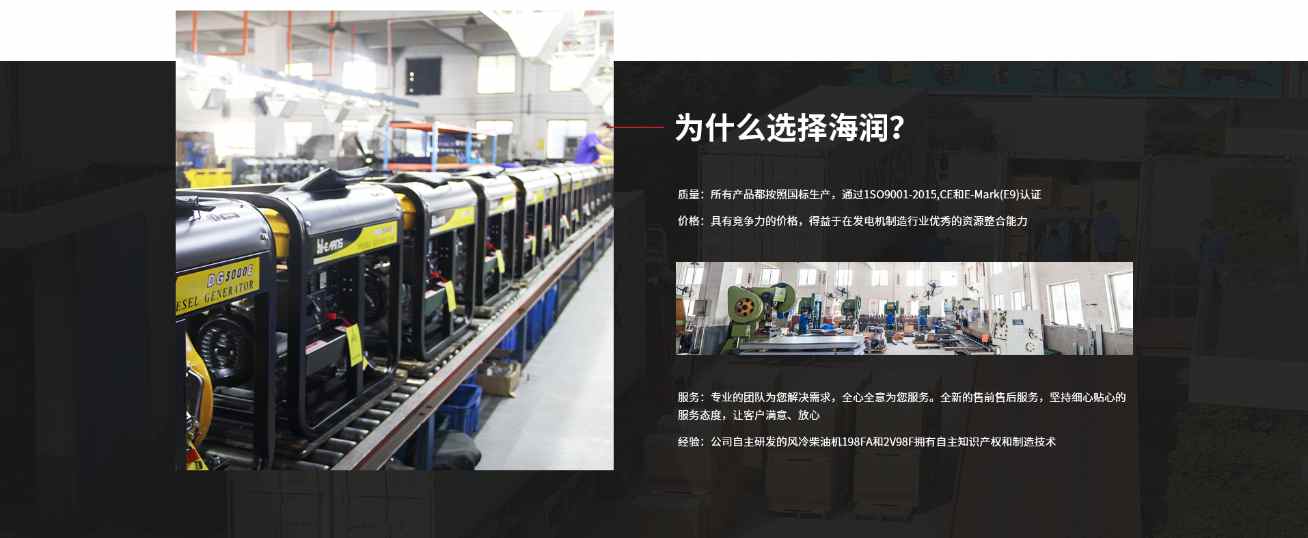 为什么选择海润?
质量：所有产品都按照国标生产，通过1SO9001-2015,CE和E-Mark(E9)认证
价格：具有竞争力的价格，得益于在发电机制造行业优秀的资源整合能力
DG3000E
ESEL GENERATOR
服务：专业的团队为您解决需求，全心全意为您服务。全新的售前售后服务，坚持细心贴心的
服务态度，让客户满意、放心
经验：公司自主研发的风冷柴油机198FA和2V98F拥有自主知识产权和制造技术